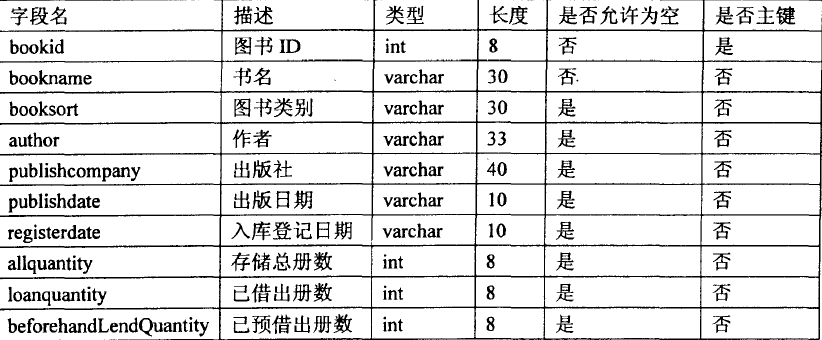 字段名 描述 类型 长度 是否允许为空 是否主键
bookid 图书 ID int 8 否 是
bookname 书名 varchar 30 否 否
booksort 图书类别 varchar 30 是 否
author 作者 varchar 33 是 否
publishcompany 出版社 varchar 40 是 否
publishdate 出版日期 varchar 10 是 否
registerdate 入库登记日期 varchar 10 是 否
allquantity 存储总册数 int 8 是 否
loanquantity 已借出册数 int 8 是 否
beforehandLendQuantity 已预借出册数 int 8 是 否